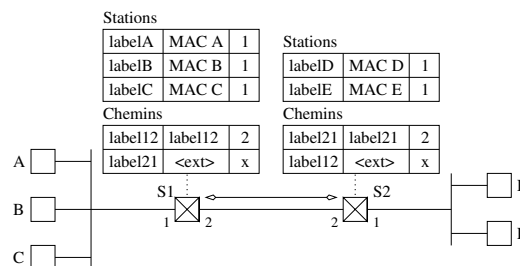 Stations
labelA MAC A 1
labelB MAC B 1
labelC MAC C 1
Chemins
label12 label12 2
label21 <ext> x
Stations
labelD MAC D 1
labelE MAC E 1
Chemins
label21 label21 2
label12 <ext> x
A
B
C
S1
1
2
S2
2
1